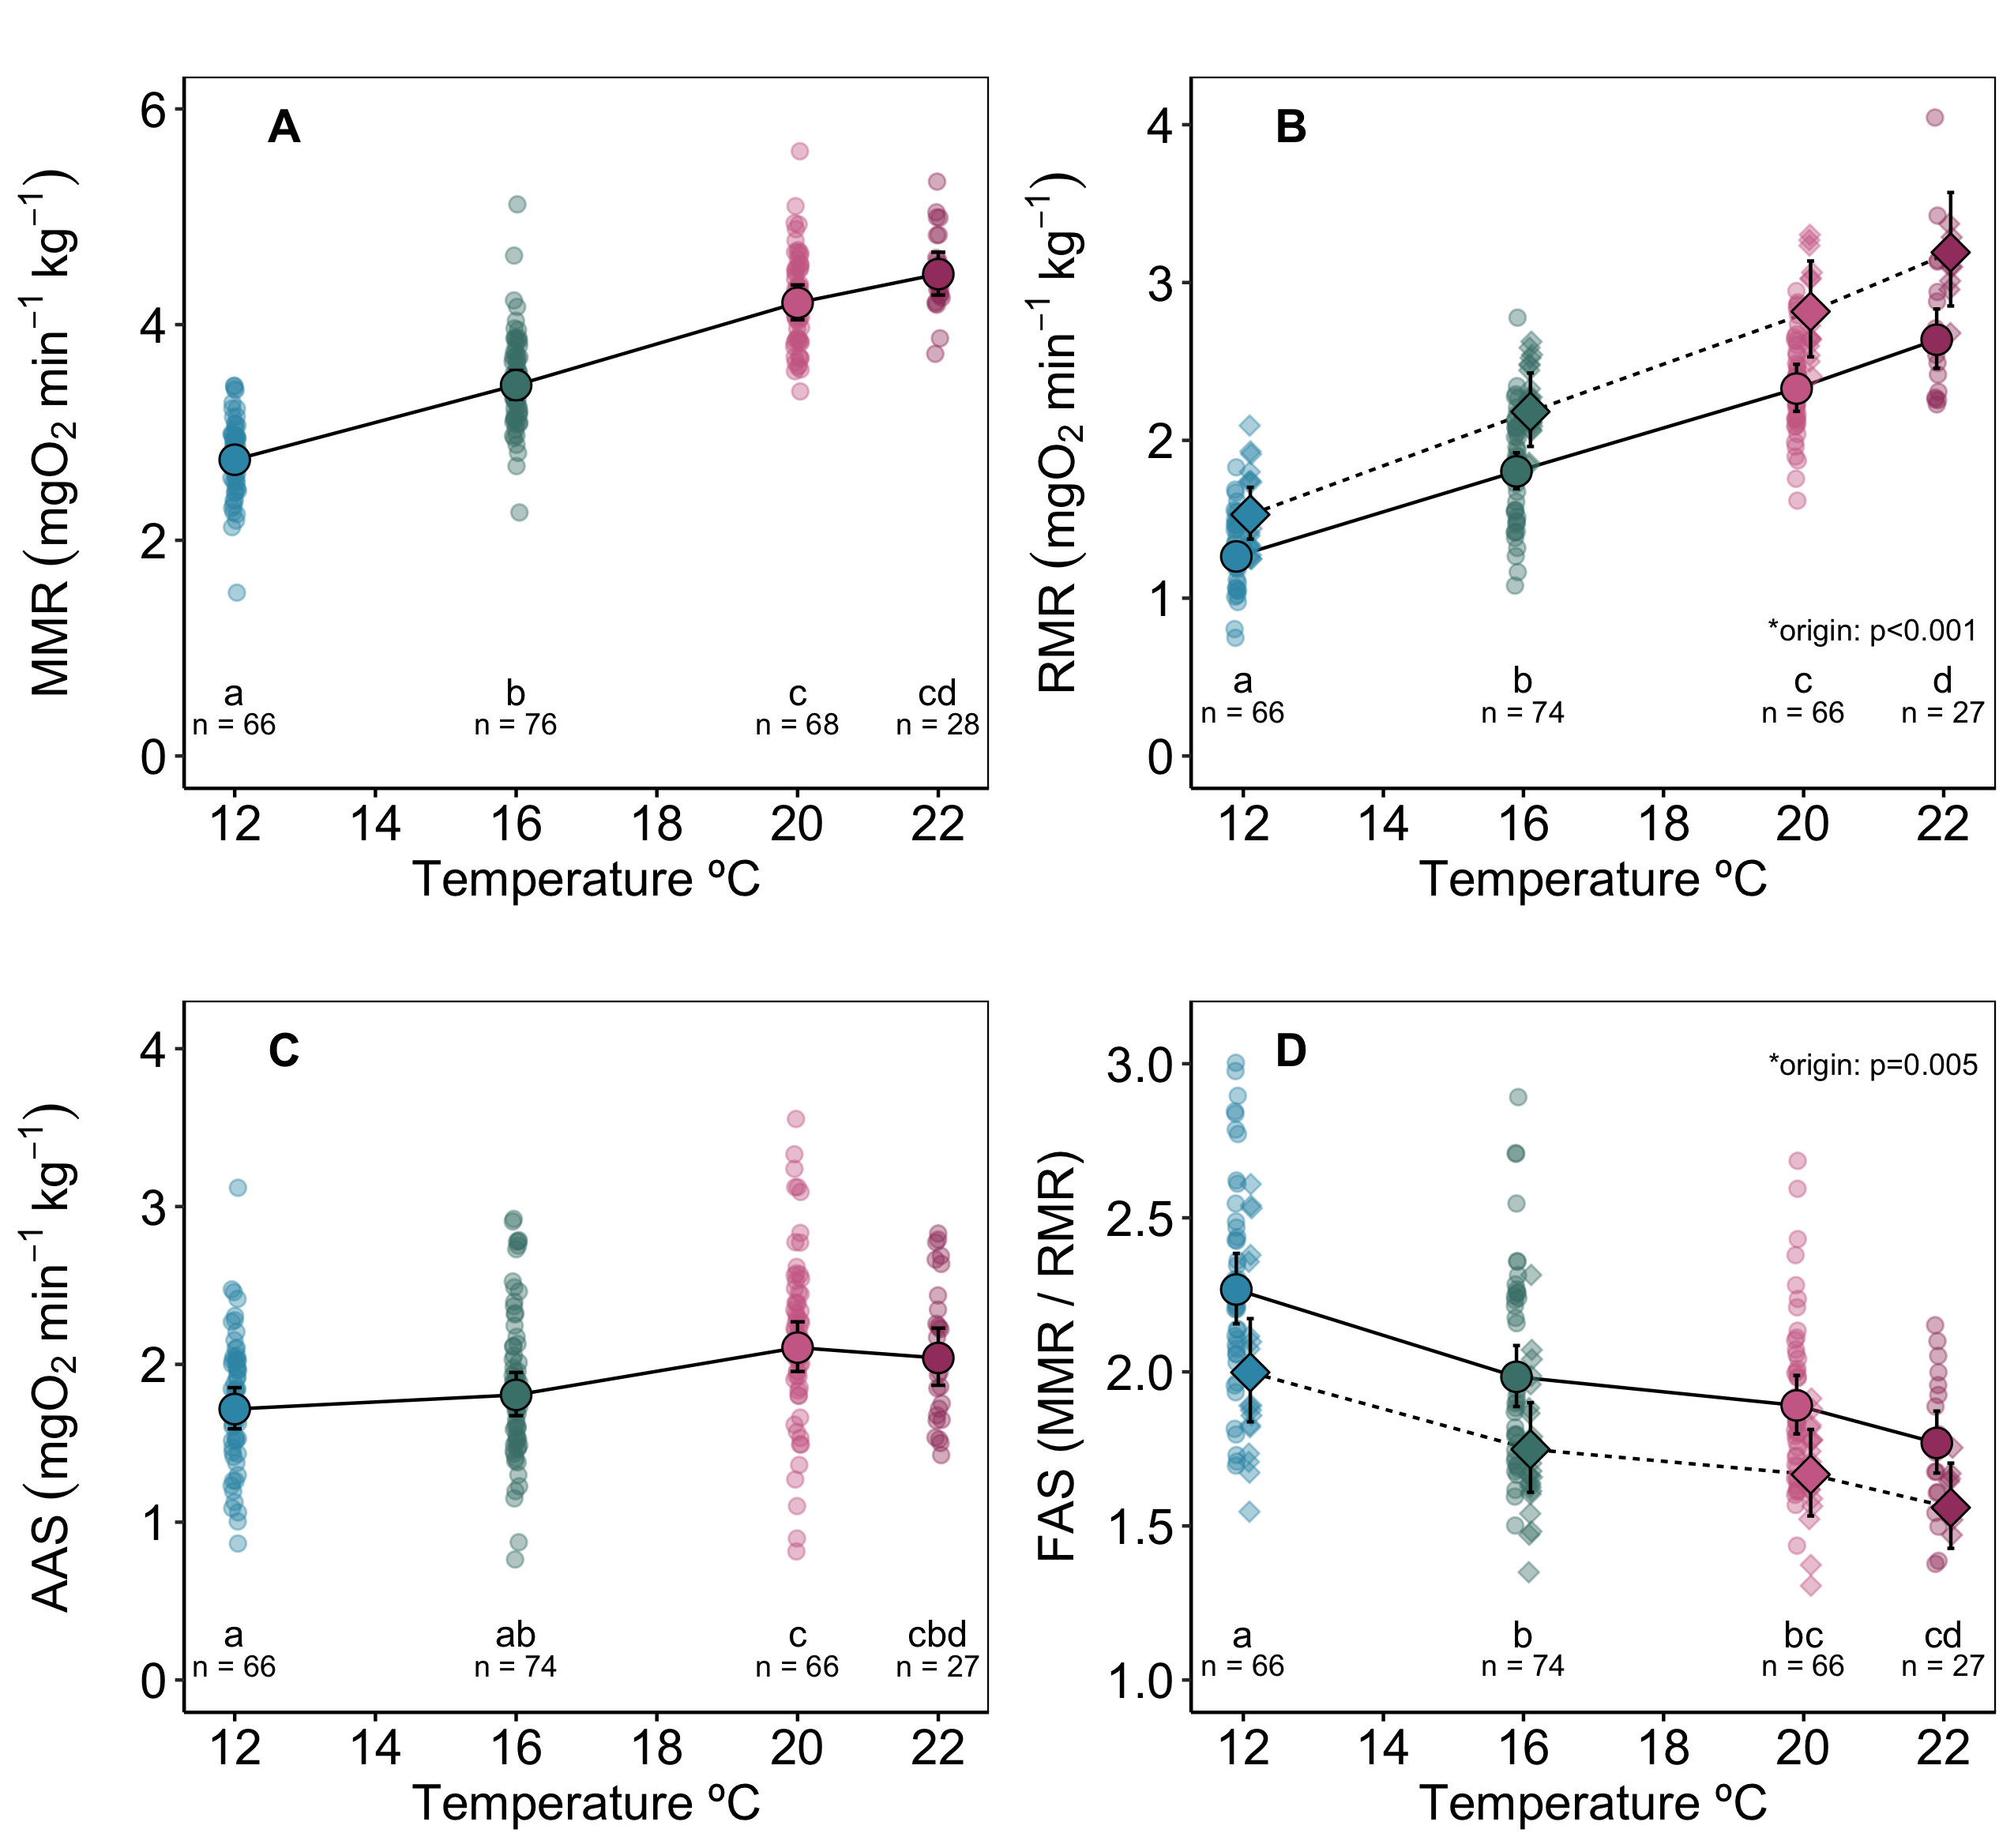 A
MMR (mgO₂ min⁻¹ kg⁻¹)
6
4
2
0
a
b
c
cd
n = 66
n = 76
n = 68
n = 28
12 14 16 18 20 22
Temperature ºC
B
RMR (mgO₂ min⁻¹ kg⁻¹)
4
3
2
1
0
*origin: p<0.001
a
b
c
d
n = 66
n = 74
n = 66
n = 27
12 14 16 18 20 22
Temperature ºC
C
AAS (mgO₂ min⁻¹ kg⁻¹)
4
3
2
1
0
a
ab
c
cbd
n = 66
n = 74
n = 66
n = 27
12 14 16 18 20 22
Temperature ºC
D
FAS (MMR / RMR)
*origin: p=0.005
3.0
2.5
2.0
1.5
1.0
a
b
bc
cd
n = 66
n = 74
n = 66
n = 27
12 14 16 18 20 22
Temperature ºC